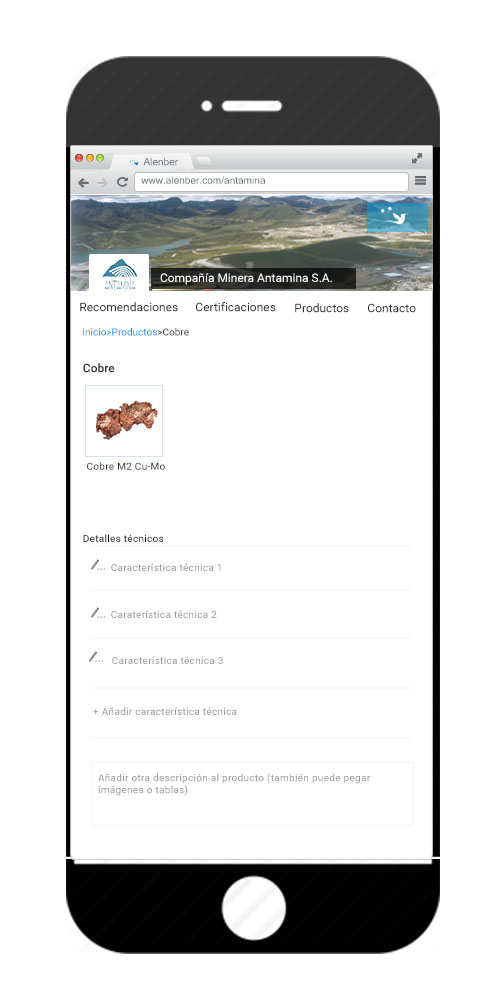 Alenber
www.alenber.com/antamina
ANTAMINA
Compañía Minera Antamina S.A.
Recomendaciones Certificaciones Productos Contacto
Inicio>Productos>Cobre
Cobre
Cobre M2 Cu-Mo
Detalles técnicos
... Característica técnica 1
... Caraterística técnica 2
... Característica técnica 3
+ Añadir característica técnica
Añadir otra descripción al producto (también puede pegar
imágenes o tablas)